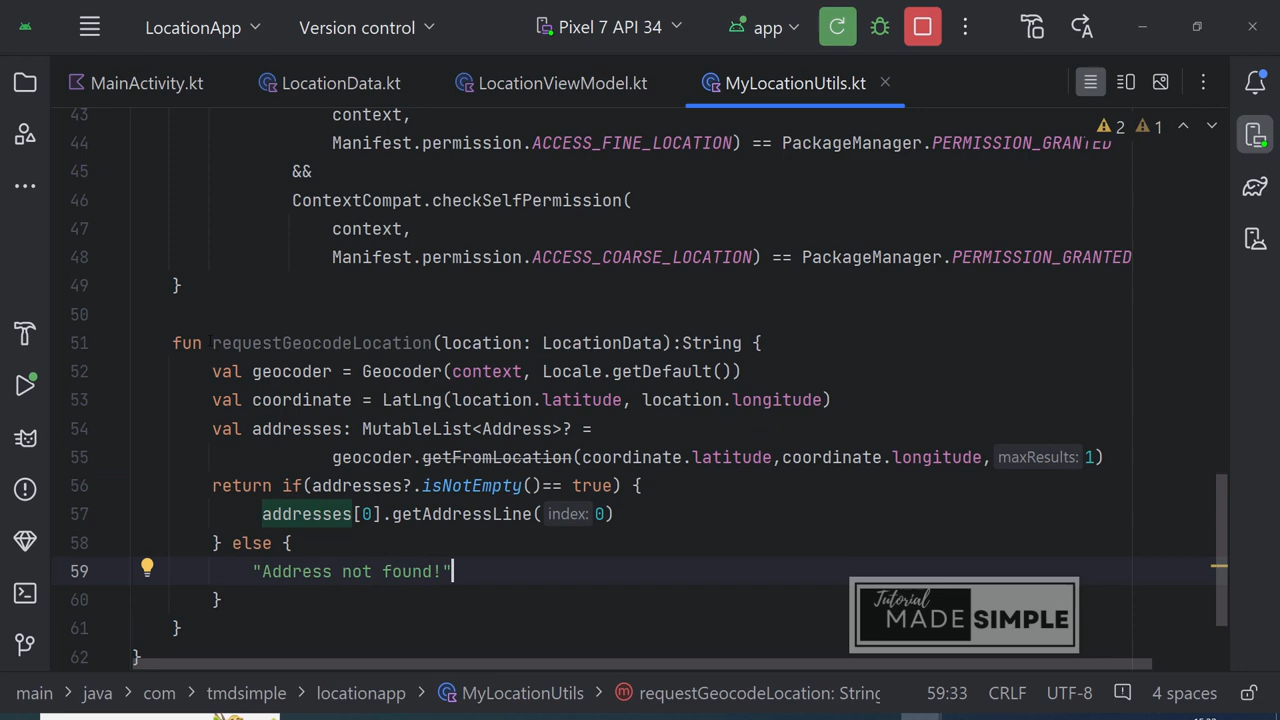 LocationApp Version control Pixel 7 API 34 app
MainActivity.kt LocationData.kt LocationViewModel.kt MyLocationUtils.kt
43 context,
2 1
44 Manifest.permission.ACCESS_FINE_LOCATION) == PackageManager.PERMISSION_GRANTED
45 &&
46 ContextCompat.checkSelfPermission(
47 context,
48 Manifest.permission.ACCESS_COARSE_LOCATION) == PackageManager.PERMISSION_GRANTED
49 }
50
51 fun requestGeocodeLocation(location: LocationData):String {
52 val geocoder = Geocoder(context, Locale.getDefault())
53 val coordinate = LatLng(location.latitude, location.longitude)
54 val addresses: MutableList<Address>? =
55 geocoder.getFromLocation(coordinate.latitude,coordinate.longitude, maxResults: 1)
56 return if(addresses?.isNotEmpty()== true) {
57 addresses[0].getAddressLine( index: 0)
58 } else {
59 "Address not found!"
60 }
61 }
62 }
Tutorial
MADE SIMPLE
main > java > com > tmdsimple > locationapp > MyLocationUtils > requestGeocodeLocation: String 59:33 CRLF UTF-8 4 spaces